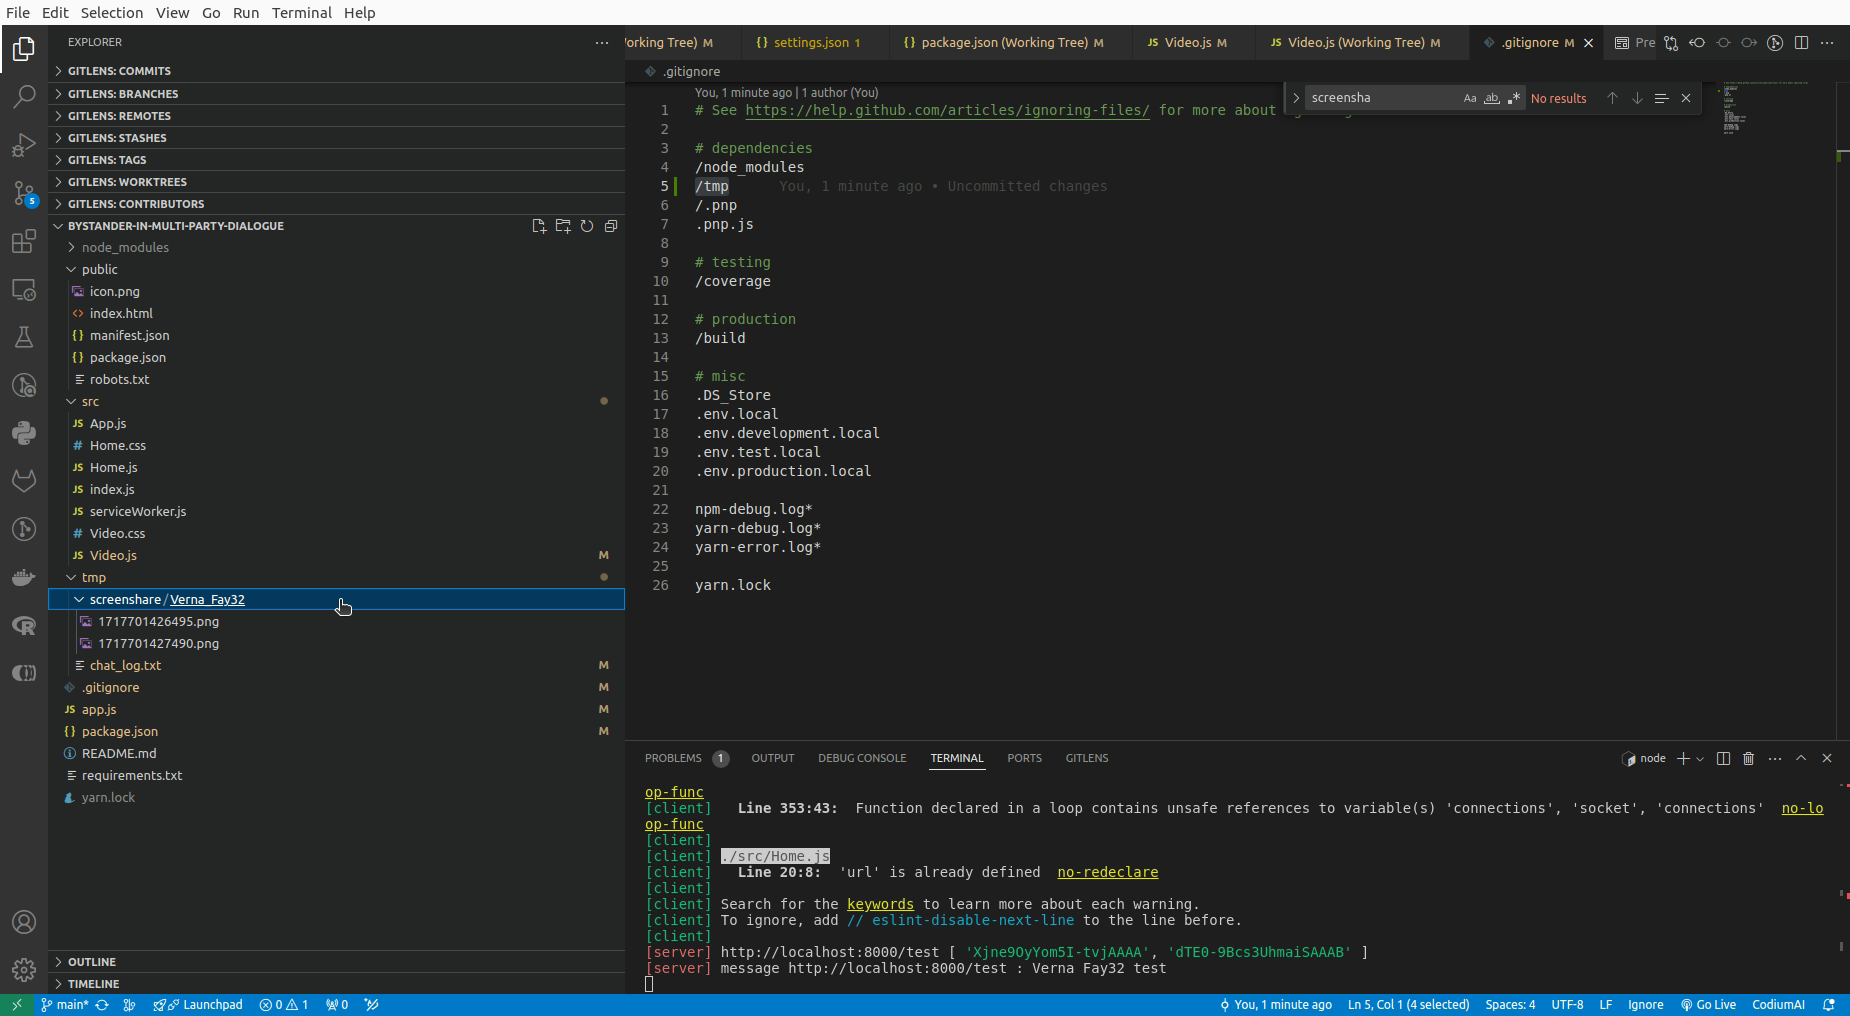 File Edit Selection View Go Run Terminal Help
EXPLORER
GITLENS: COMMITS
GITLENS: BRANCHES
GITLENS: REMOTES
GITLENS: STASHES
GITLENS: TAGS
GITLENS: WORKTREES
GITLENS: CONTRIBUTORS
BYSTANDER-IN-MULTI-PARTY-DIALOGUE
node_modules
public
icon.png
index.html
manifest.json
package.json
robots.txt
src
App.js
Home.css
Home.js
index.js
serviceWorker.js
Video.css
Video.js M
tmp
screenshare/Verna_Fay32
1717701426495.png
1717701427490.png
chat_log.txt M
.gitignore M
app.js M
package.json M
README.md
requirements.txt
yarn.lock
OUTLINE
TIMELINE
orking Tree) M settings.json 1 package.json (Working Tree) M Video.js M Video.js (Working Tree) M .gitignore M Pre
.gitignore
screensha Aa ab .* No results
You, 1 minute ago | 1 author (You)
1 # See https://help.github.com/articles/ignoring-files/ for more about
2
3 # dependencies
4 /node_modules
5 /tmp You, 1 minute ago • Uncommitted changes
6 /.pnp
7 .pnp.js
8
9 # testing
10 /coverage
11
12 # production
13 /build
14
15 # misc
16 .DS_Store
17 .env.local
18 .env.development.local
19 .env.test.local
20 .env.production.local
21
22 npm-debug.log*
23 yarn-debug.log*
24 yarn-error.log*
25
26 yarn.lock
PROBLEMS 1 OUTPUT DEBUG CONSOLE TERMINAL PORTS GITLENS node
op-func
[client] Line 353:43: Function declared in a loop contains unsafe references to variable(s) 'connections', 'socket', 'connections' no-lo
op-func
[client]
[client] ./src/Home.js
[client] Line 20:8: 'url' is already defined no-redeclare
[client]
[client] Search for the keywords to learn more about each warning.
[client] To ignore, add // eslint-disable-next-line to the line before.
[client]
[server] http://localhost:8000/test [ 'Xjne9OyYom5I-tvjAAAA', 'dTE0-9Bcs3UhmaiSAAAB' ]
[server] message http://localhost:8000/test : Verna Fay32 test
5
main* Launchpad 0 1 0 You, 1 minute ago Ln 5, Col 1 (4 selected) Spaces: 4 UTF-8 LF Ignore Go Live CodiumAI